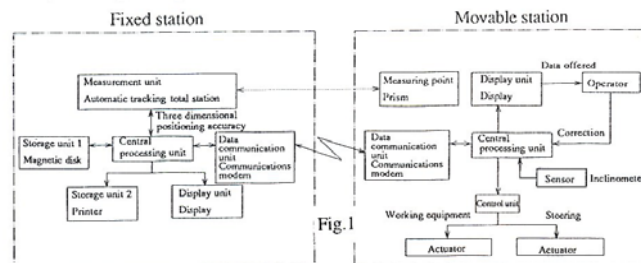 Fixed station
Movable station
Measurement unit
Automatic tracking total station
Three dimensional
positioning accuracy
Storage unit 1
Magnetic disk
Central
processing unit
Data
communication
unit
Communications
modem
Storage unit 2
Printer
Display unit
Display
Fig.1
Measuring point
Prism
Display unit
Display
Data offered
Operator
Correction
Data
communication
unit
Communications
modem
Central
processing unit
Sensor
Inclinomete
Control unit
Working equipment
Steering
Actuator
Actuator